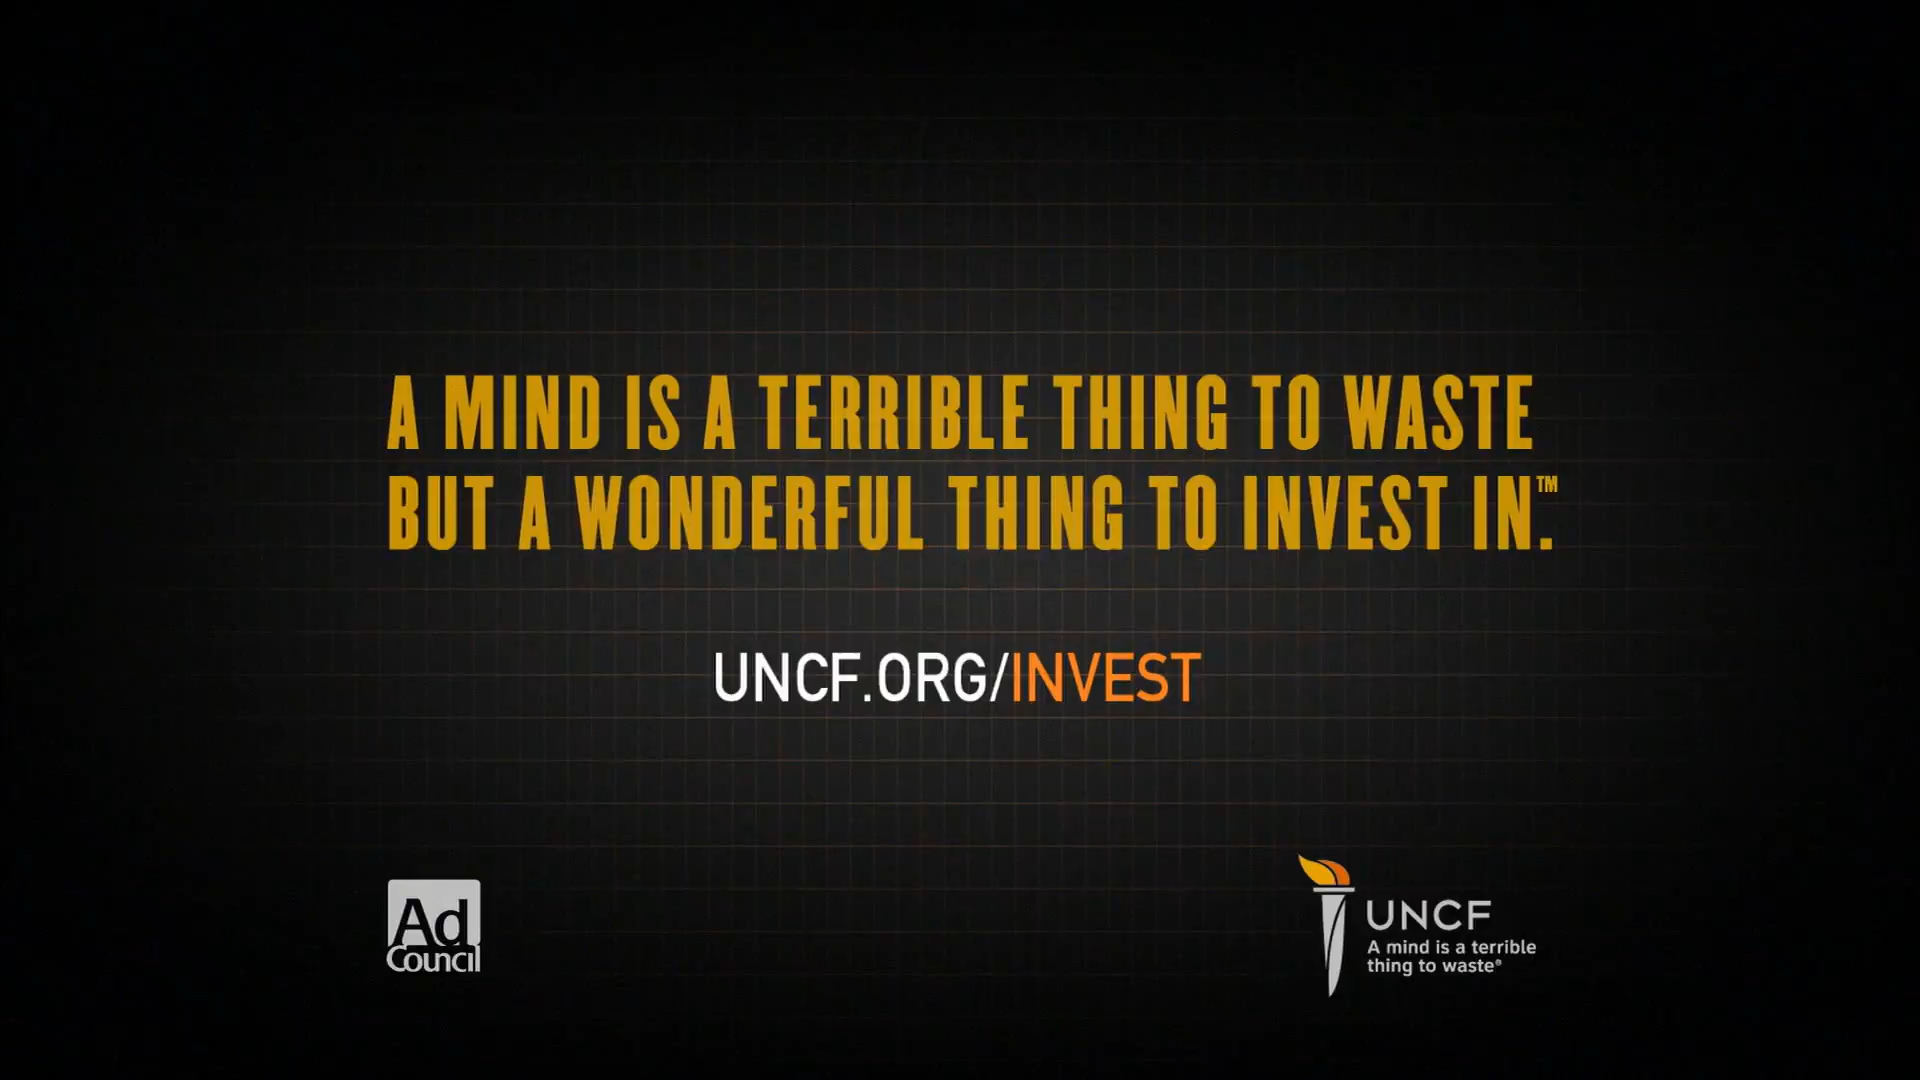 A MIND IS A TERRIBLE THING TO WASTE
BUT A WONDERFUL THING TO INVEST IN.™
UNCF.ORG/INVEST
Ad
Council
UNCF
A mind is a terrible
thing to waste®